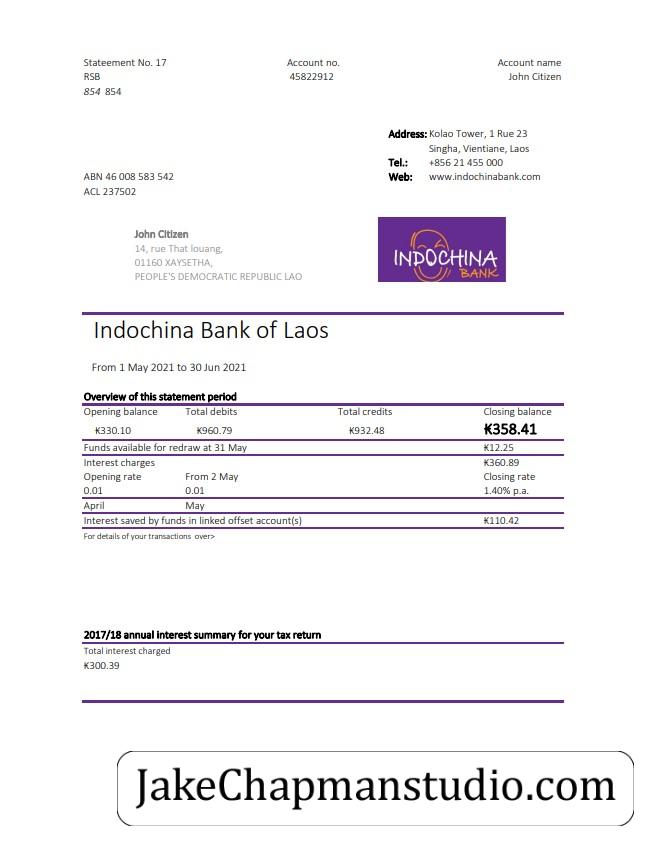 Stateement No. 17 Account no. Account name
RSB 45822912 John Citizen
854 854
Address: Kolao Tower, 1 Rue 23
Singha, Vientiane, Laos
Tel.: +856 21 455 000
ABN 46 008 583 542 Web: www.indochinabank.com
ACL 237502
John Citizen
14, rue That louang,
01160 XAYSETHA,
PEOPLE'S DEMOCRATIC REPUBLIC LAO
INDOCHINA
BANK
Indochina Bank of Laos
From 1 May 2021 to 30 Jun 2021
Overview of this statement period
Opening balance Total debits Total credits Closing balance
₭330.10 ₭960.79 ₭932.48 ₭358.41
Funds available for redraw at 31 May ₭12.25
Interest charges ₭360.89
Opening rate From 2 May Closing rate
0.01 0.01 1.40% p.a.
April May
Interest saved by funds in linked offset account(s) ₭110.42
For details of your transactions over>
2017/18 annual interest summary for your tax return
Total interest charged
₭300.39
JakeChapmanstudio.com